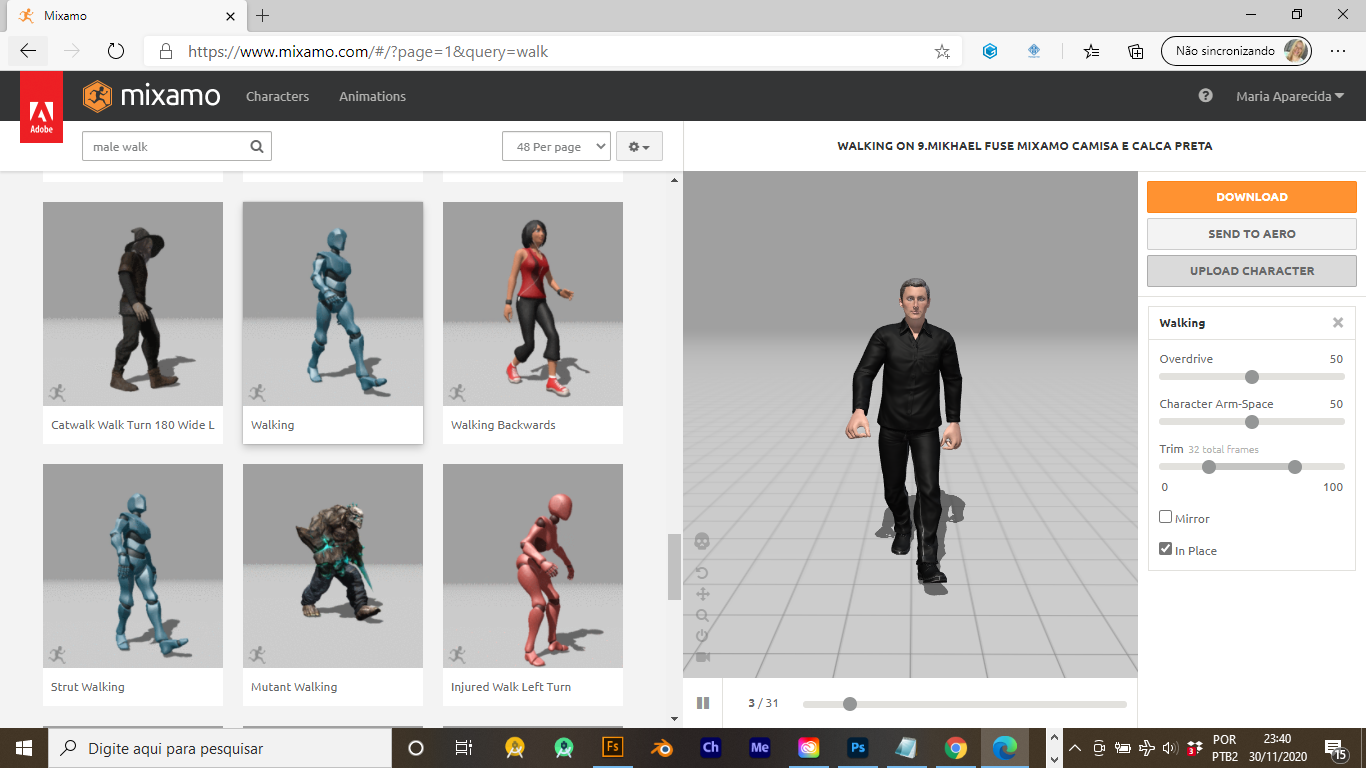 Mixamo
https://www.mixamo.com/#/?page=1&query=walk
Não sincronizando
Adobe
mixamo
Characters
Animations
Maria Aparecida
male walk
48 Per page
WALKING ON 9.MIKHAEL FUSE MIXAMO CAMISA E CALCA PRETA
Catwalk Walk Turn 180 Wide L
Walking
Walking Backwards
Strut Walking
Mutant Walking
Injured Walk Left Turn
3 / 31
DOWNLOAD
SEND TO AERO
UPLOAD CHARACTER
Walking
Overdrive 50
Character Arm-Space 50
Trim 32 total frames
0 100
Mirror
In Place
Digite aqui para pesquisar
Fs
Ch
Me
Ps
3
POR
PTB2
23:40
30/11/2020
15